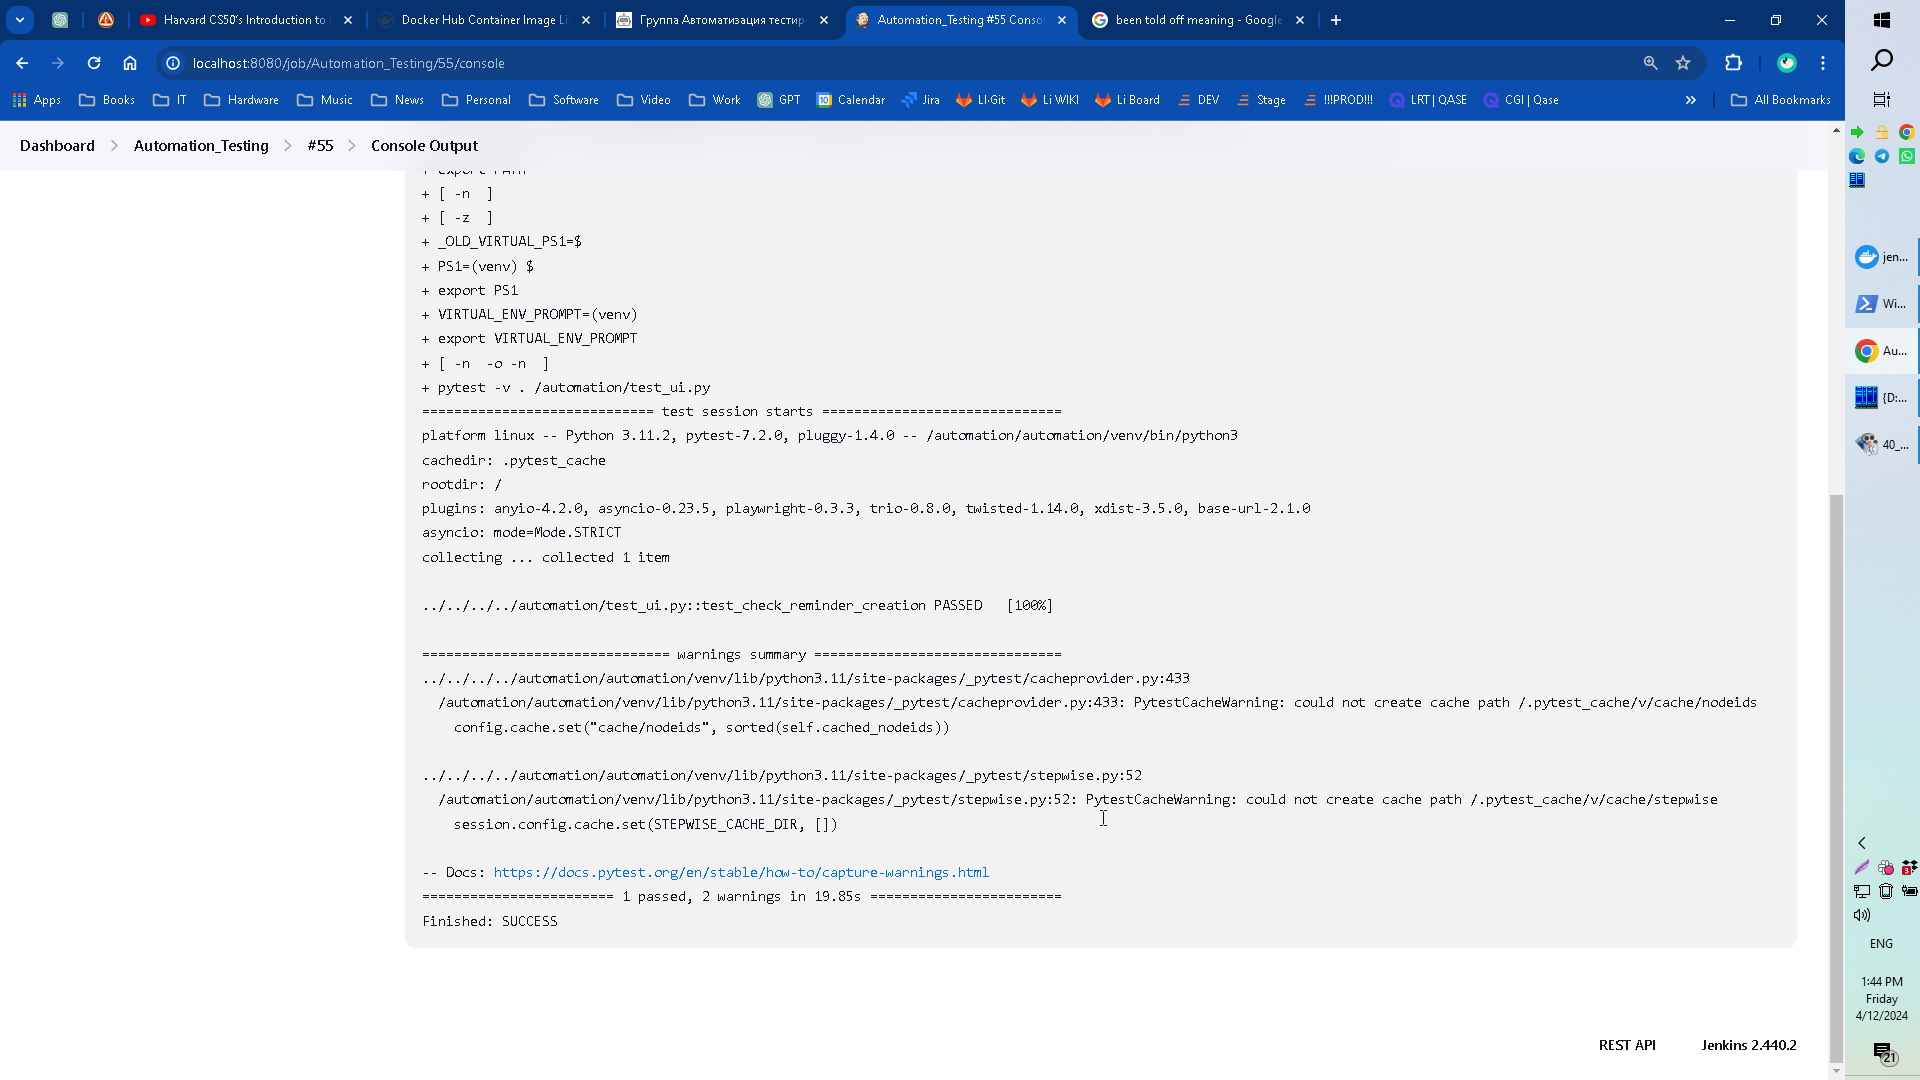 Harvard CS50's Introduction to
Docker Hub Container Image Li
Группа Автоматизация тестир
Automation_Testing #55 Conso
been told off meaning - Google
localhost:8080/job/Automation_Testing/55/console
Apps Books IT Hardware Music News Personal Software Video Work GPT 10 Calendar Jira LI-Git Li WIKI Li Board DEV Stage !!!PROD!!! LRT | QASE CGI | Qase » All Bookmarks
Dashboard Automation_Testing #55 Console Output
+ export PATH
+ [ -n  ]
+ [ -z  ]
+ _OLD_VIRTUAL_PS1=$
+ PS1=(venv) $
+ export PS1
+ VIRTUAL_ENV_PROMPT=(venv)
+ export VIRTUAL_ENV_PROMPT
+ [ -n  -o -n  ]
+ pytest -v . /automation/test_ui.py
============================= test session starts ==============================
platform linux -- Python 3.11.2, pytest-7.2.0, pluggy-1.4.0 -- /automation/automation/venv/bin/python3
cachedir: .pytest_cache
rootdir: /
plugins: anyio-4.2.0, asyncio-0.23.5, playwright-0.3.3, trio-0.8.0, twisted-1.14.0, xdist-3.5.0, base-url-2.1.0
asyncio: mode=Mode.STRICT
collecting ... collected 1 item
../../../../automation/test_ui.py::test_check_reminder_creation PASSED   [100%]
=============================== warnings summary ===============================
../../../../automation/automation/venv/lib/python3.11/site-packages/_pytest/cacheprovider.py:433
/automation/automation/venv/lib/python3.11/site-packages/_pytest/cacheprovider.py:433: PytestCacheWarning: could not create cache path /.pytest_cache/v/cache/nodeids
config.cache.set("cache/nodeids", sorted(self.cached_nodeids))
../../../../automation/automation/venv/lib/python3.11/site-packages/_pytest/stepwise.py:52
/automation/automation/venv/lib/python3.11/site-packages/_pytest/stepwise.py:52: PytestCacheWarning: could not create cache path /.pytest_cache/v/cache/stepwise
session.config.cache.set(STEPWISE_CACHE_DIR, [])
-- Docs: https://docs.pytest.org/en/stable/how-to/capture-warnings.html
======================== 1 passed, 2 warnings in 19.85s ========================
Finished: SUCCESS
REST API Jenkins 2.440.2
jen...
Wi...
Au...
{D:...
40_...
3
ENG
1:44 PM
Friday
4/12/2024
21